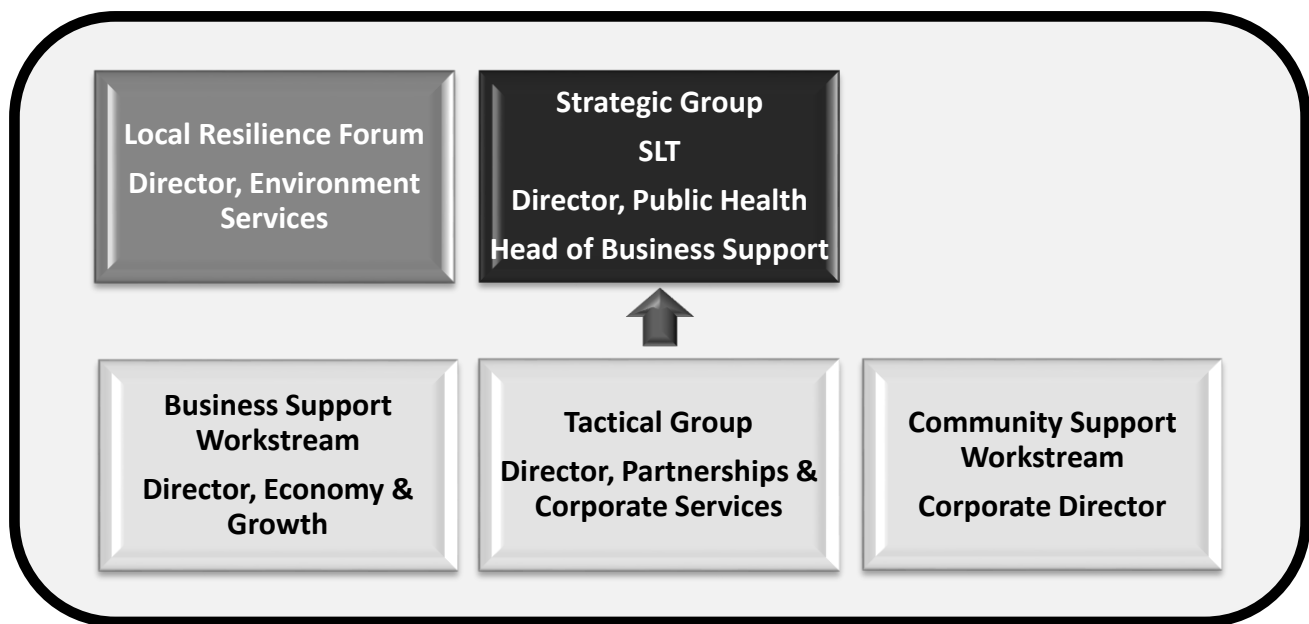 Local Resilience Forum
Director, Environment
Services
Strategic Group
SLT
Director, Public Health
Head of Business Support
Business Support
Workstream
Director, Economy &
Growth
Tactical Group
Director, Partnerships &
Corporate Services
Community Support
Workstream
Corporate Director